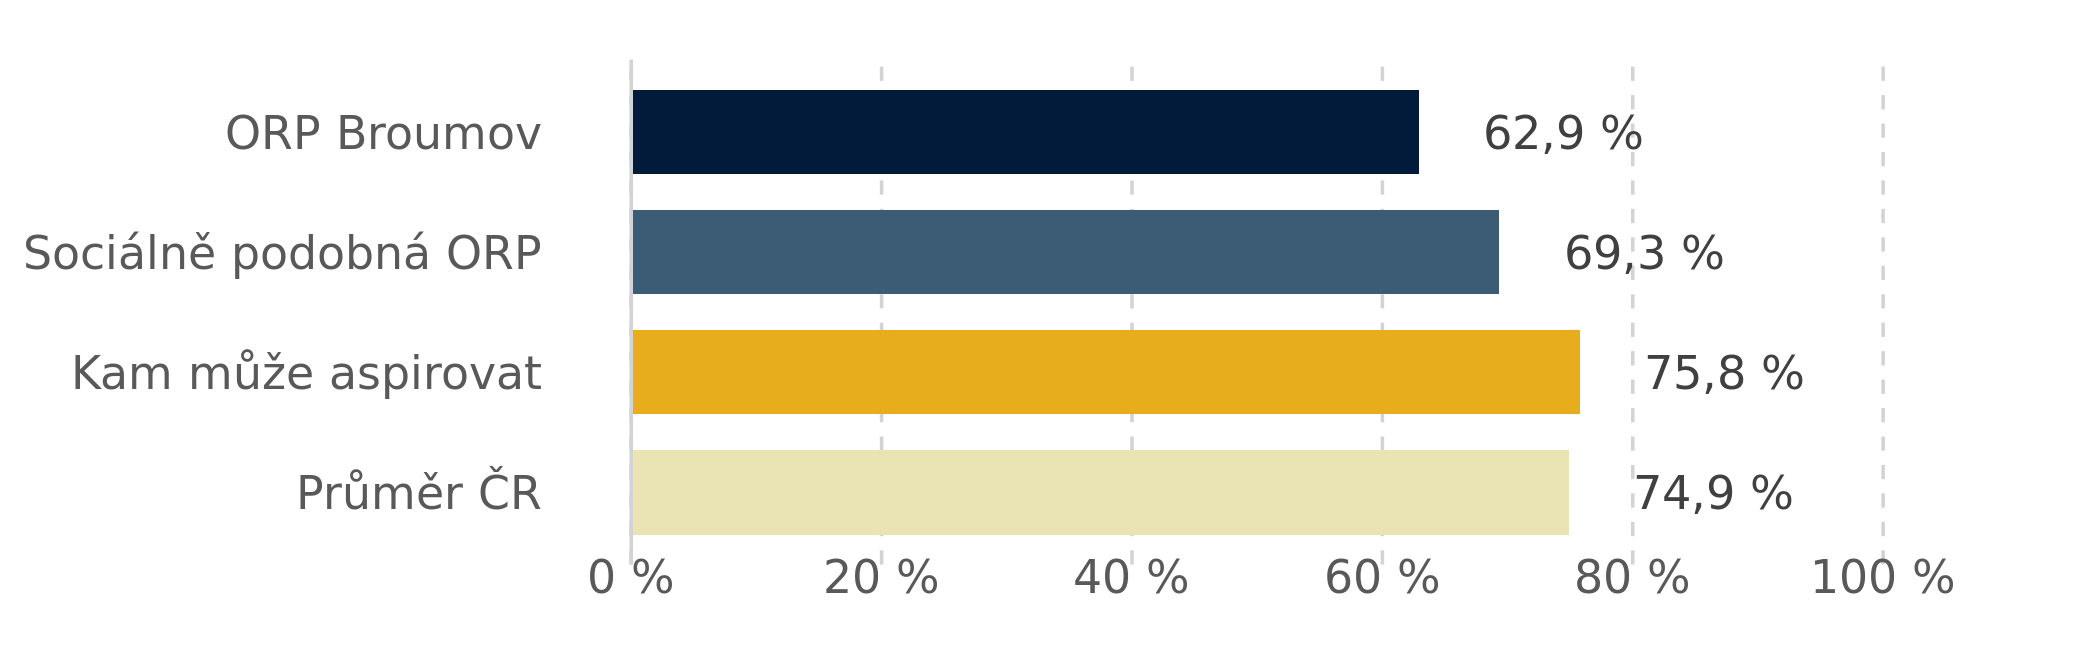 ORP Broumov 62,9 %
Sociálně podobná ORP 69,3 %
Kam může aspirovat 75,8 %
Průměr ČR 74,9 %
0 % 20 % 40 % 60 % 80 % 100 %